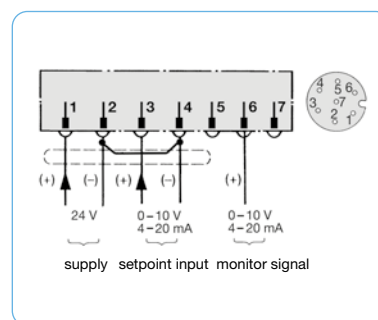 1 2 3 4 5 6 7
4 5 6
3 7
2 1
(+) (−) (+) (−) (+)
24 V 0–10 V 0–10 V
4–20 mA 4–20 mA
supply setpoint input monitor signal